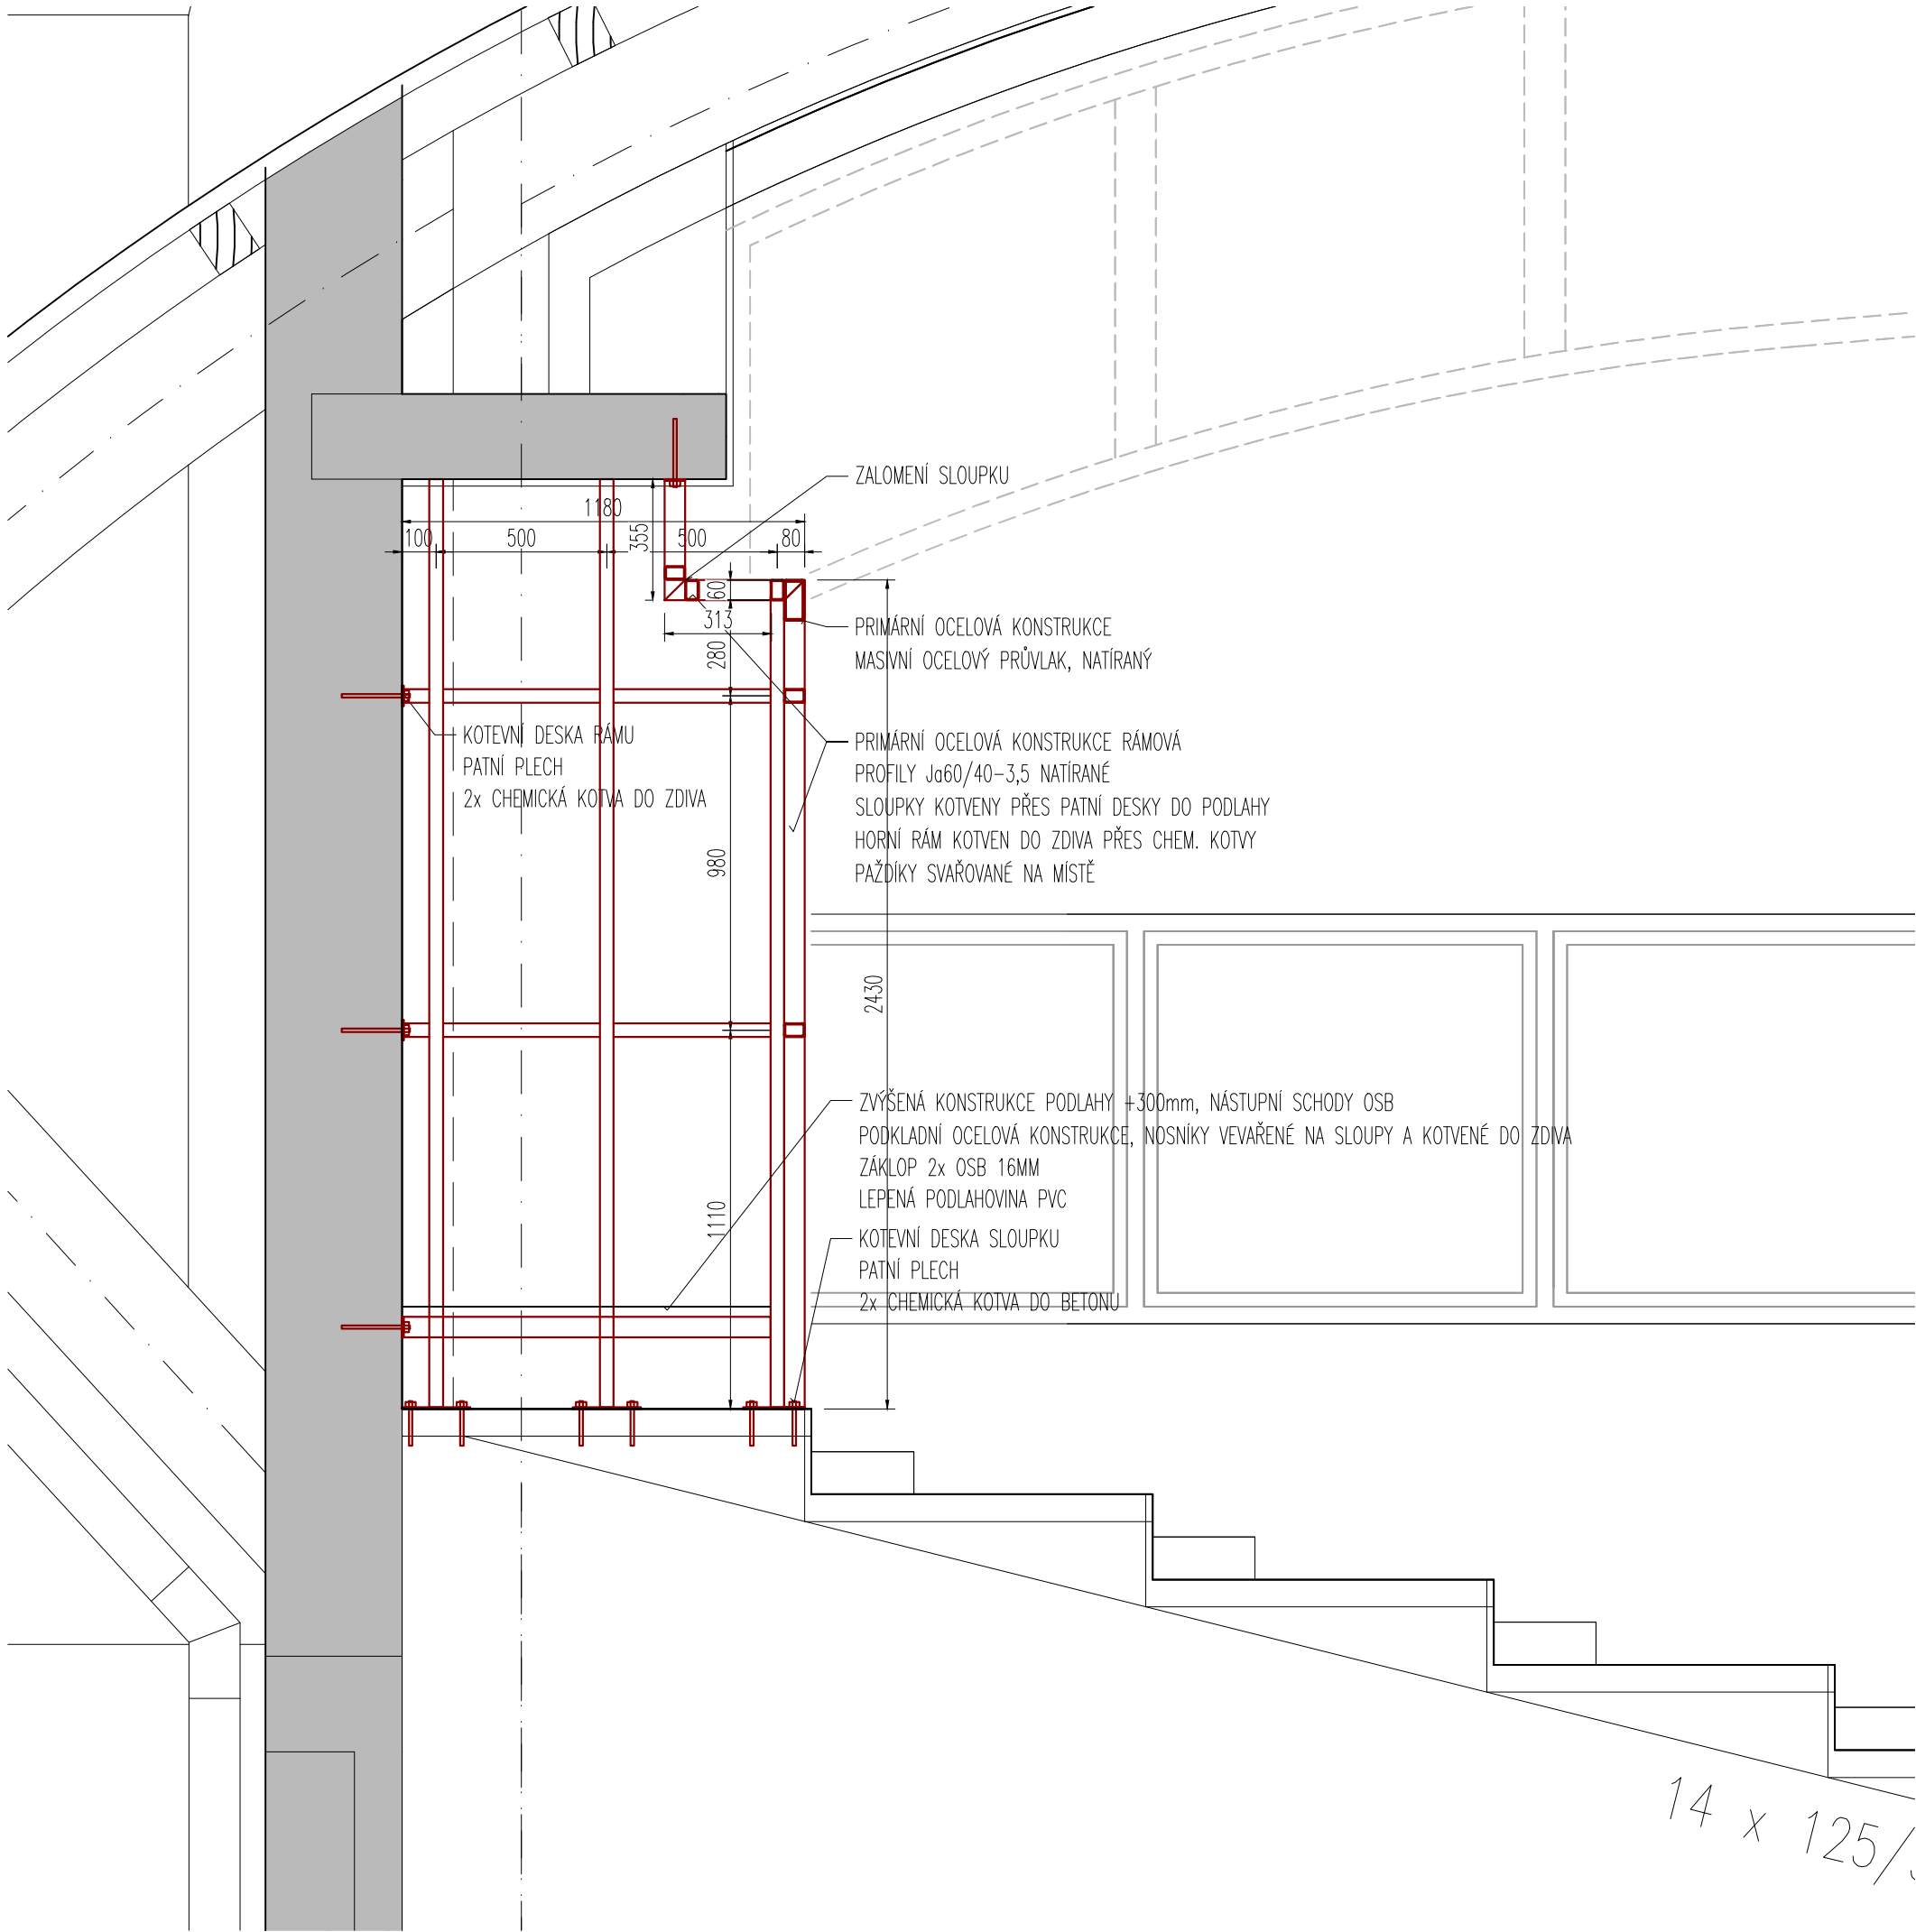 ZALOMENÍ SLOUPKU
1180
100
500
355
500
80
60
313
280
PRIMÁRNÍ OCELOVÁ KONSTRUKCE
MASIVNÍ OCELOVÝ PRŮVLAK, NATÍRANÝ
KOTEVNÍ DESKA RÁMU
PATNÍ PLECH
2x CHEMICKÁ KOTVA DO ZDIVA
PRIMÁRNÍ OCELOVÁ KONSTRUKCE RÁMOVÁ
PROFILY Ja60/40-3,5 NATÍRANÉ
SLOUPKY KOTVENY PŘES PATNÍ DESKY DO PODLAHY
HORNÍ RÁM KOTVEN DO ZDIVA PŘES CHEM. KOTVY
PAŽDÍKY SVAŘOVANÉ NA MÍSTĚ
980
2430
ZVÝŠENÁ KONSTRUKCE PODLAHY +300mm, NÁSTUPNÍ SCHODY OSB
PODKLADNÍ OCELOVÁ KONSTRUKCE, NOSNÍKY VEVAŘENÉ NA SLOUPY A KOTVENÉ DO ZDIVA
ZÁKLOP 2x OSB 16MM
LEPENÁ PODLAHOVINA PVC
1110
KOTEVNÍ DESKA SLOUPKU
PATNÍ PLECH
2x CHEMICKÁ KOTVA DO BETONU
14 x 125/